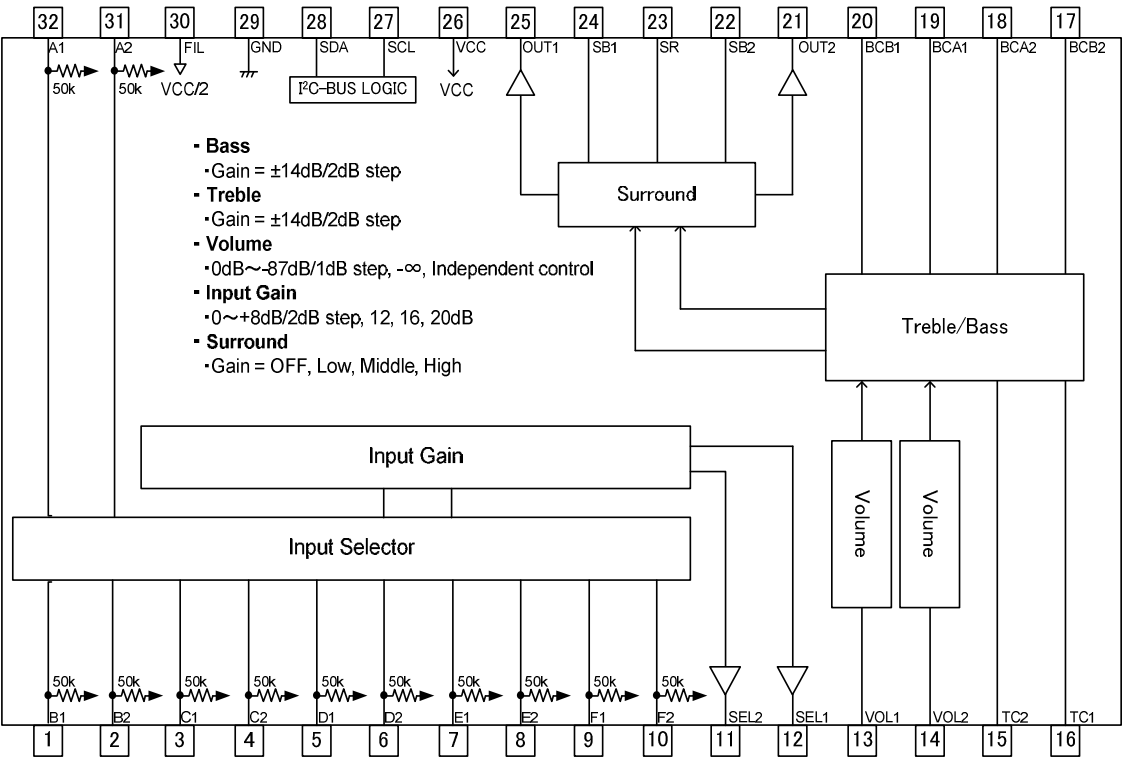 32 31 30 29 28 27 26 25 24 23 22 21 20 19 18 17
A1 A2 FIL GND SDA SCL VCC OUT1 SB1 SR SB2 OUT2 BCB1 BCA1 BCA2 BCB2
50k 50k VCC/2 I²C-BUS LOGIC VCC
- Bass
・Gain = ±14dB/2dB step
- Treble
・Gain = ±14dB/2dB step
- Volume
・0dB~-87dB/1dB step, -∞, Independent control
- Input Gain
・0~+8dB/2dB step, 12, 16, 20dB
- Surround
・Gain = OFF, Low, Middle, High
Surround
Treble/Bass
Input Gain
Volume Volume
Input Selector
50k 50k 50k 50k 50k 50k 50k 50k 50k 50k
B1 B2 C1 C2 D1 D2 E1 E2 F1 F2 SEL2 SEL1 VOL1 VOL2 TC2 TC1
1 2 3 4 5 6 7 8 9 10 11 12 13 14 15 16